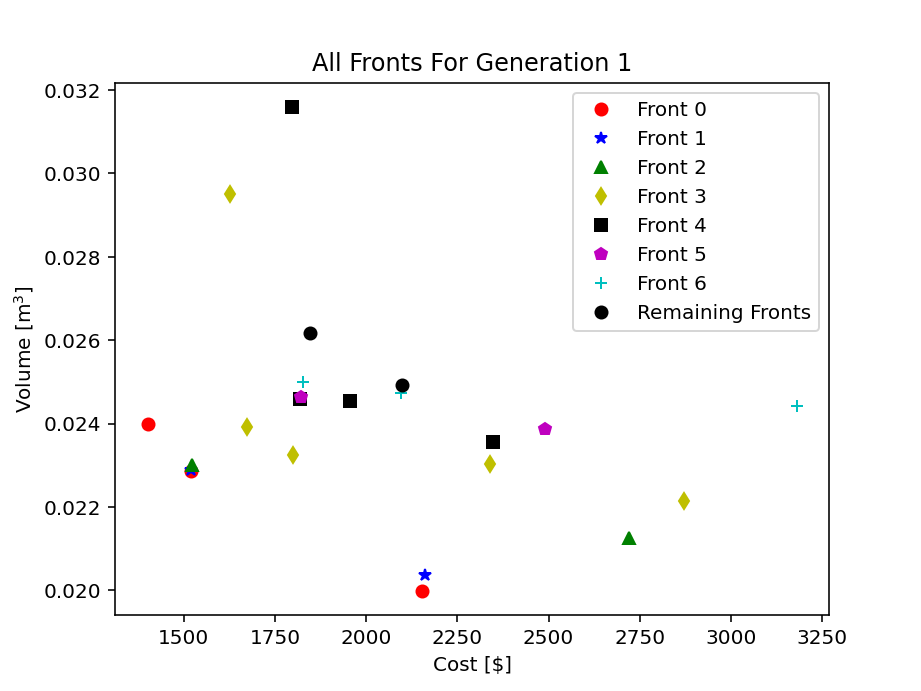 All Fronts For Generation 1
Volume [m³]
0.032
0.030
0.028
0.026
0.024
0.022
0.020
Front 0
Front 1
Front 2
Front 3
Front 4
Front 5
Front 6
Remaining Fronts
1500 1750 2000 2250 2500 2750 3000 3250
Cost [$]